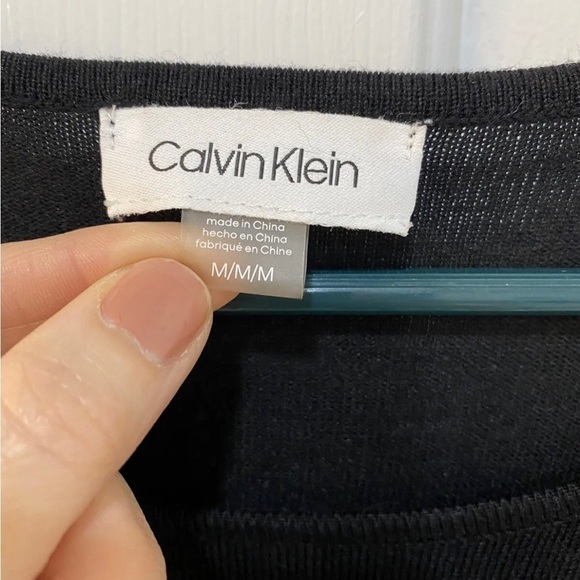 Calvin Klein
made in China
hecho en China
fabriqué en Chine
M/M/M